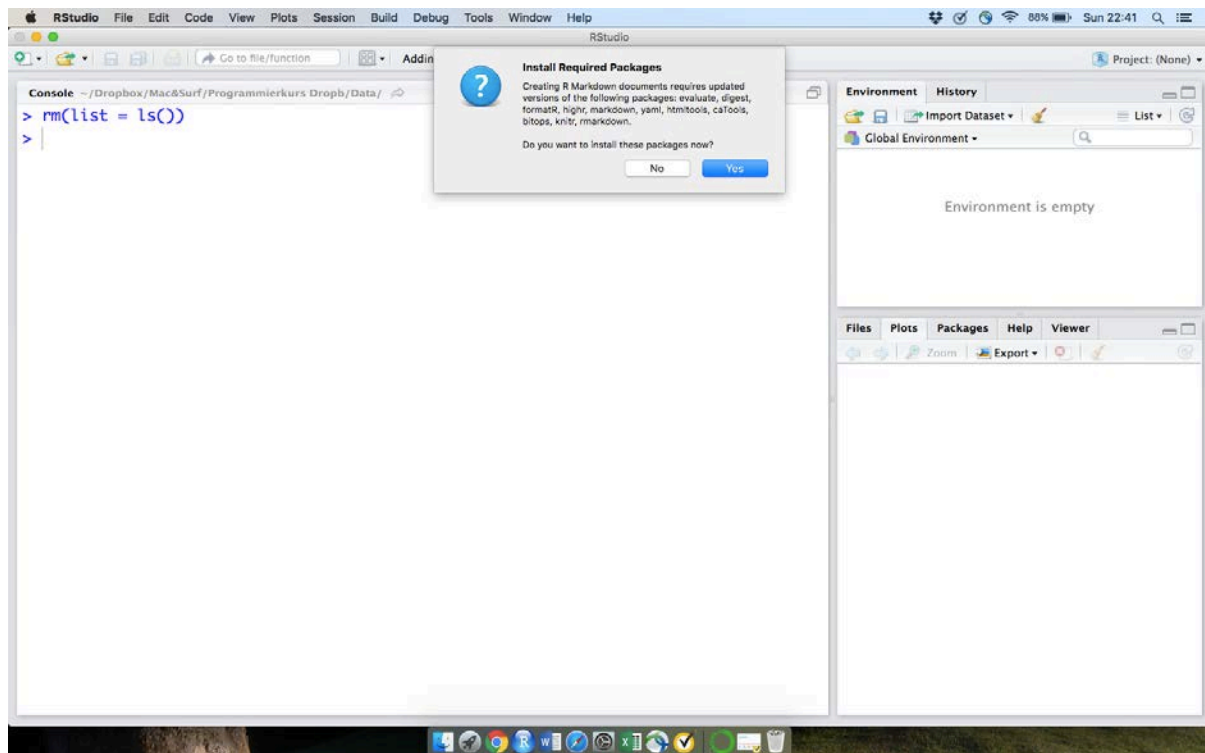 RStudio File Edit Code View Plots Session Build Debug Tools Window Help 88% Sun 22:41
RStudio
Go to file/function Addin Project: (None)
Install Required Packages
Creating R Markdown documents requires updated
versions of the following packages: evaluate, digest,
formatR, highr, markdown, yaml, htmltools, caTools,
bitops, knitr, rmarkdown.
Do you want to install these packages now?
No Yes
Console ~/Dropbox/Mac&Surf/Programmierkurs Dropb/Data/
> rm(list = ls())
>
Environment History
Import Dataset List
Global Environment
Environment is empty
Files Plots Packages Help Viewer
Zoom Export